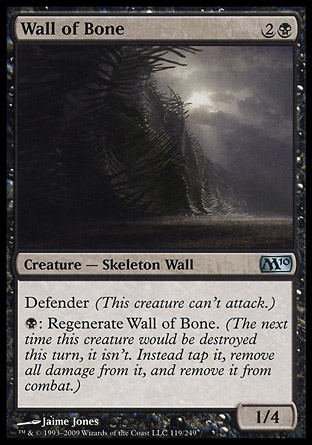 Wall of Bone 2
Creature — Skeleton Wall M10
Defender (This creature can't attack.)
: Regenerate Wall of Bone. (The next
time this creature would be destroyed
this turn, it isn't. Instead tap it, remove
all damage from it, and remove it from
combat.)
Jaime Jones
1/4
™ & © 1993–2009 Wizards of the Coast LLC 119/249